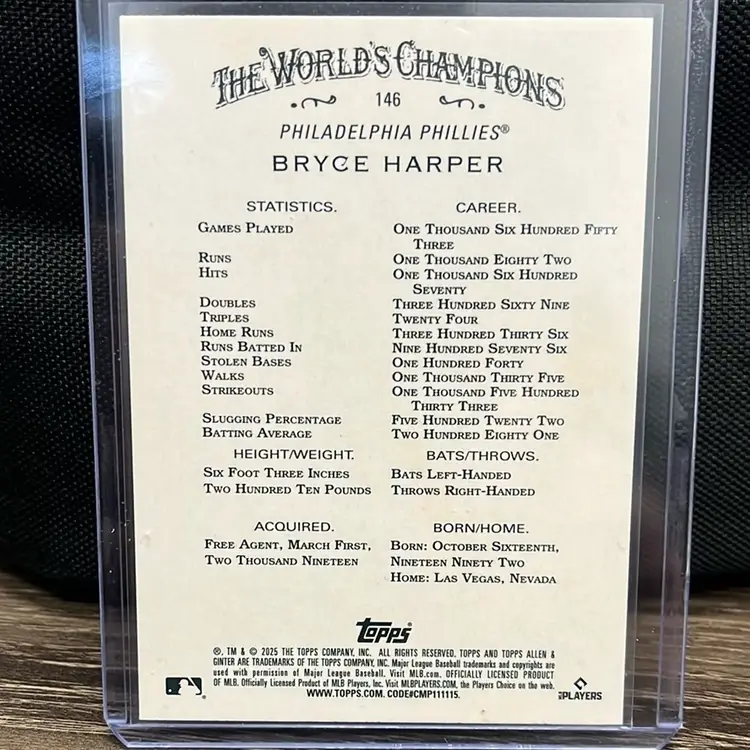 THE WORLD'S CHAMPIONS
146
PHILADELPHIA PHILLIES®
BRYCE HARPER
STATISTICS. CAREER.
GAMES PLAYED ONE THOUSAND SIX HUNDRED FIFTY
THREE
RUNS ONE THOUSAND EIGHTY TWO
HITS ONE THOUSAND SIX HUNDRED
SEVENTY
DOUBLES THREE HUNDRED SIXTY NINE
TRIPLES TWENTY FOUR
HOME RUNS THREE HUNDRED THIRTY SIX
RUNS BATTED IN NINE HUNDRED SEVENTY SIX
STOLEN BASES ONE HUNDRED FORTY
WALKS ONE THOUSAND THIRTY FIVE
STRIKEOUTS ONE THOUSAND FIVE HUNDRED
THIRTY THREE
SLUGGING PERCENTAGE FIVE HUNDRED TWENTY TWO
BATTING AVERAGE TWO HUNDRED EIGHTY ONE
HEIGHT/WEIGHT. BATS/THROWS.
SIX FOOT THREE INCHES BATS LEFT-HANDED
TWO HUNDRED TEN POUNDS THROWS RIGHT-HANDED
ACQUIRED. BORN/HOME.
FREE AGENT, MARCH FIRST, BORN: OCTOBER SIXTEENTH,
TWO THOUSAND NINETEEN NINETEEN NINETY TWO
HOME: LAS VEGAS, NEVADA
topps®
®, TM & © 2025 THE TOPPS COMPANY, INC. ALL RIGHTS RESERVED. TOPPS AND TOPPS ALLEN &
GINTER ARE TRADEMARKS OF THE TOPPS COMPANY, INC. Major League Baseball trademarks and copyrights are
used with permission of Major League Baseball. Visit MLB.com. OFFICIALLY LICENSED PRODUCT
OF MLB. Officially Licensed Product of MLB Players, Inc. Visit MLBPLAYERS.COM, the Players Choice on the web.
WWW.TOPPS.COM. CODE#CMP111115.
MLBPLAYERS